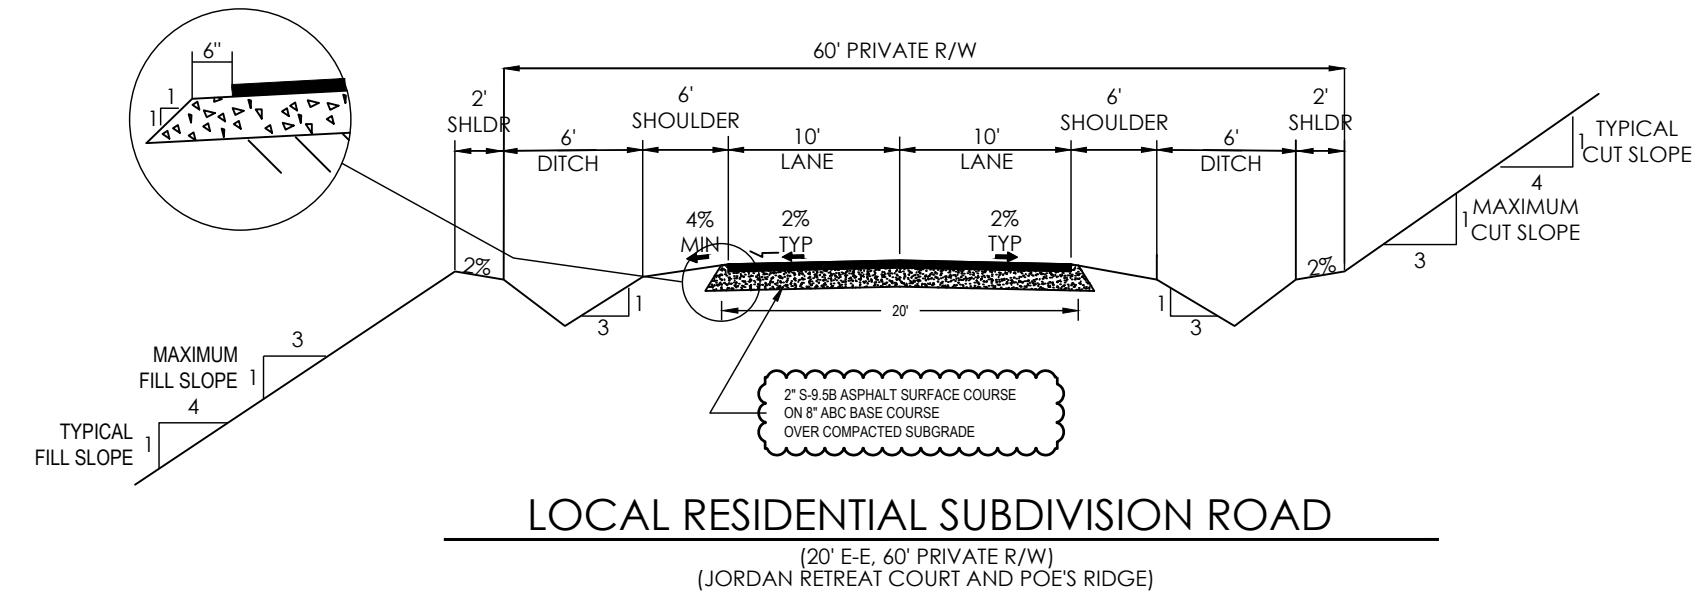 60' PRIVATE R/W
6"
1
1
2'
SHLDR
6'
DITCH
6'
SHOULDER
10'
LANE
10'
LANE
6'
SHOULDER
6'
DITCH
2'
SHLDR
1
TYPICAL
CUT SLOPE
4
1
MAXIMUM
CUT SLOPE
3
4%
MIN
2%
TYP
2%
TYP
2%
2%
1
3
1
3
20'
3
MAXIMUM
FILL SLOPE
1
4
TYPICAL
FILL SLOPE
1
2" S-9.5B ASPHALT SURFACE COURSE
ON 8" ABC BASE COURSE
OVER COMPACTED SUBGRADE
LOCAL RESIDENTIAL SUBDIVISION ROAD
(20' E-E, 60' PRIVATE R/W)
(JORDAN RETREAT COURT AND POE'S RIDGE)